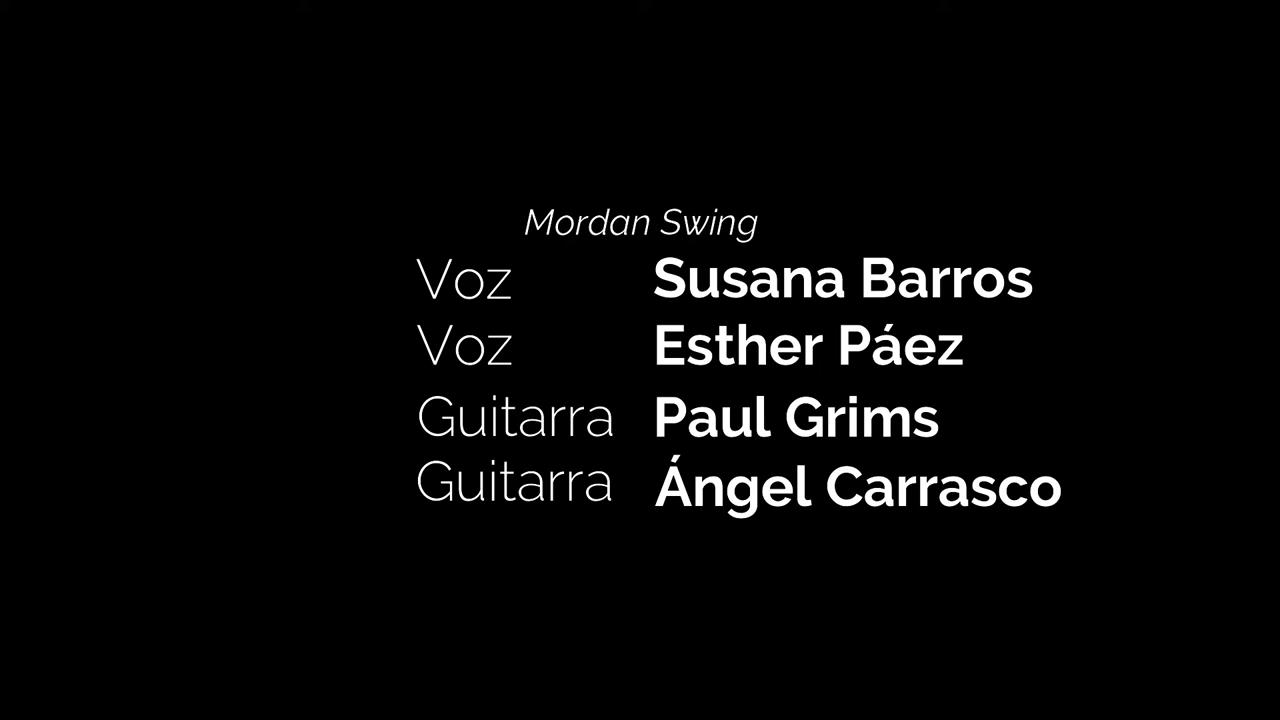 Mordan Swing
Voz Susana Barros
Voz Esther Páez
Guitarra Paul Grims
Guitarra Ángel Carrasco